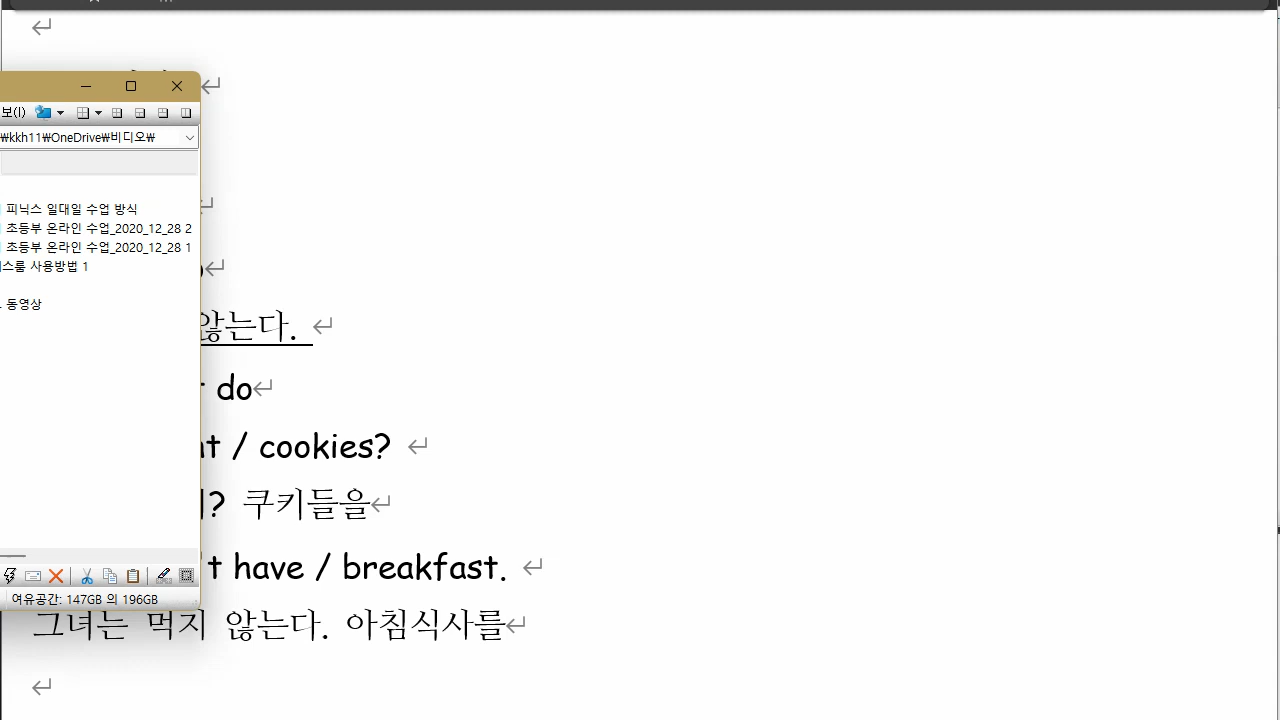 보(I)
₩kkh11₩OneDrive₩비디오₩
피닉스 일대일 수업 방식
초등부 온라인 수업_2020_12_28 2
초등부 온라인 수업_2020_12_28 1
스룸 사용방법 1
동영상
않는다.
do
/ cookies?
? 쿠키들을
't have / breakfast.
여유공간: 147GB 의 196GB
그녀는 먹지 않는다. 아침식사를